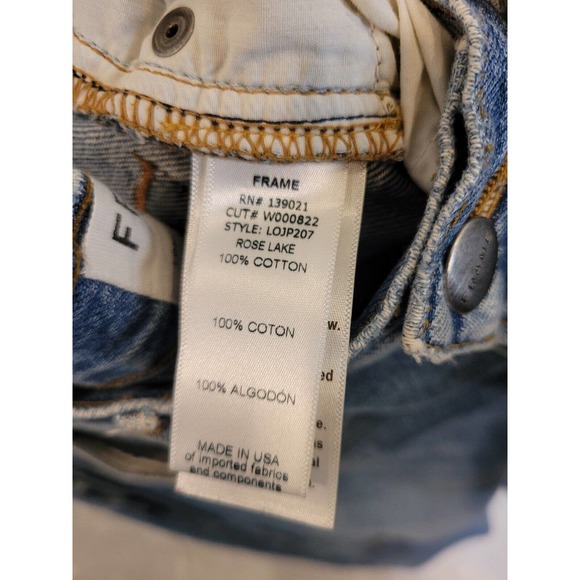 FRAME
RN# 139021
CUT# W000822
STYLE: LOJP207
ROSE LAKE
100% COTTON
100% COTON
100% ALGODÓN
MADE IN USA
of imported fabrics
and components
w.
ed
e.
F